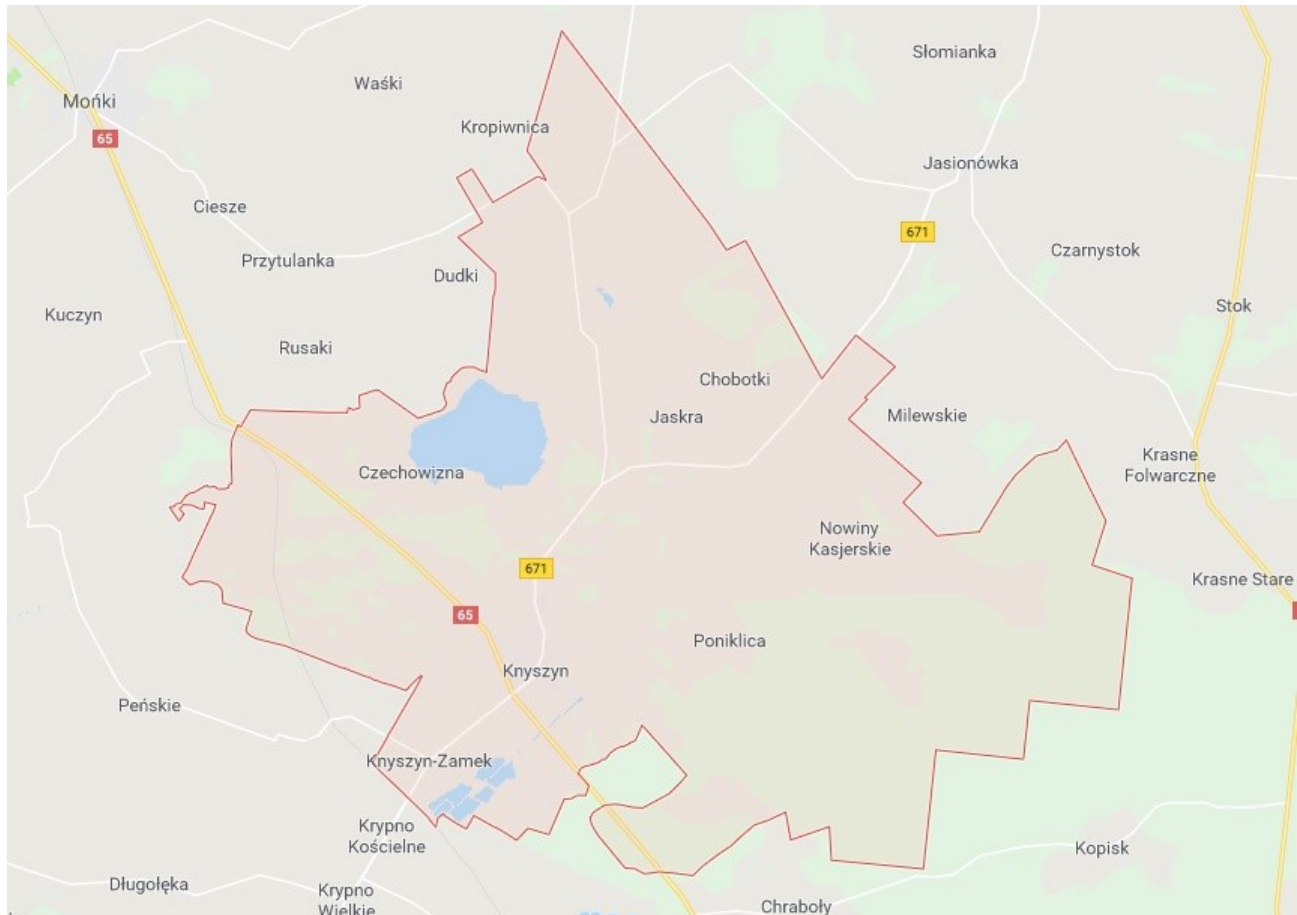 Słomianka
Waśki
Mońki
Kropiwnica
65
Jasionówka
Ciesze
671
Czarnystok
Przytulanka
Dudki
Stok
Kuczyn
Rusaki
Chobotki
Jaskra
Milewskie
Krasne
Folwarczne
Czechowizna
Nowiny
Kasjerskie
671
Krasne Stare
65
Poniklica
Knyszyn
Peńskie
Knyszyn-Zamek
Krypno
Kościelne
Kopisk
Długołęka
Krypno
Wielkie
Chraboły